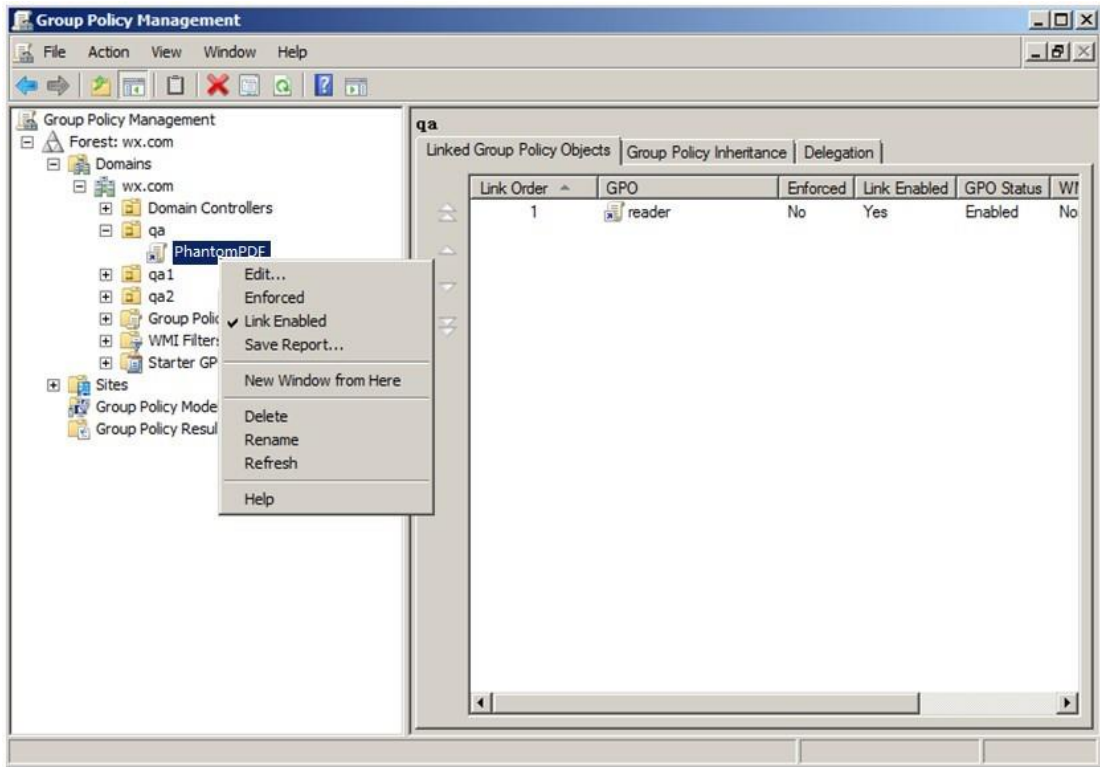 Group Policy Management
File Action View Window Help
Group Policy Management
Forest: wx.com
Domains
wx.com
Domain Controllers
qa
PhantomPDF
qa1
qa2
Group Polic
WMI Filters
Starter GP
Sites
Group Policy Mode
Group Policy Resul
Edit...
Enforced
Link Enabled
Save Report...
New Window from Here
Delete
Rename
Refresh
Help
qa
Linked Group Policy Objects Group Policy Inheritance Delegation
Link Order GPO Enforced Link Enabled GPO Status WM
1 reader No Yes Enabled No